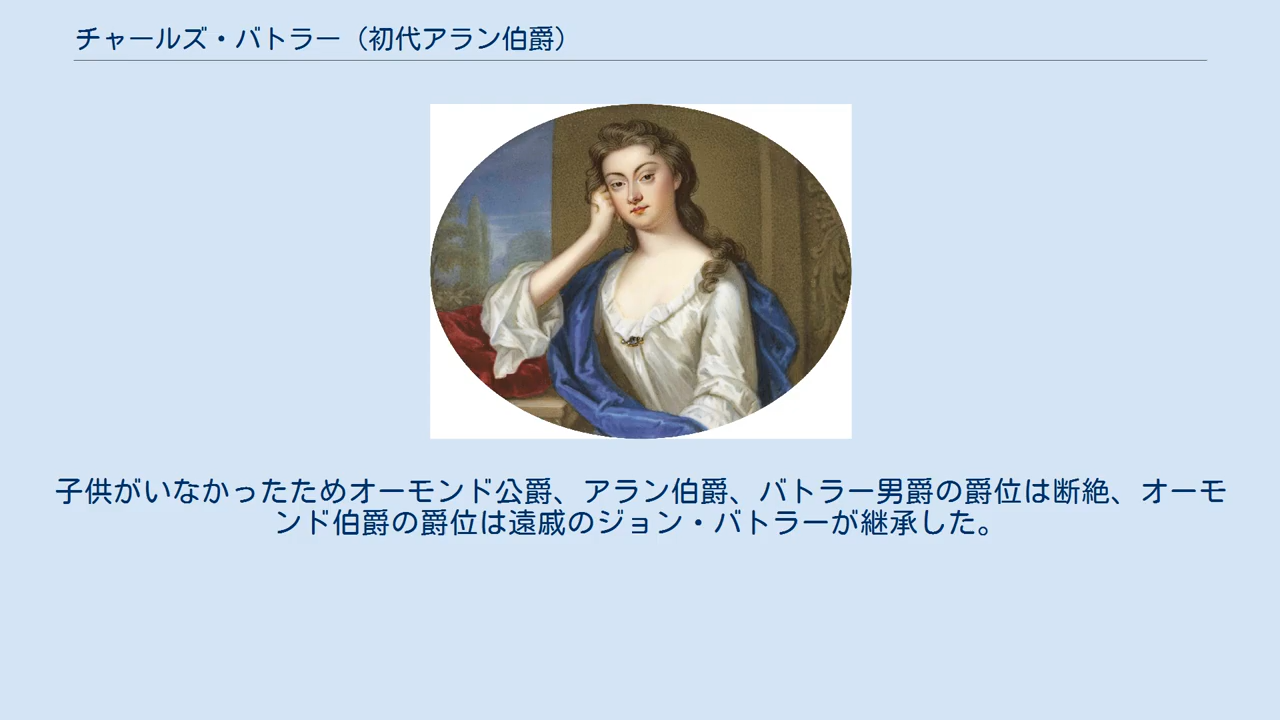 チャールズ・バトラー（初代アラン伯爵）
子供がいなかったためオーモンド公爵、アラン伯爵、バトラー男爵の爵位は断絶、オーモ
ンド伯爵の爵位は遠戚のジョン・バトラーが継承した。